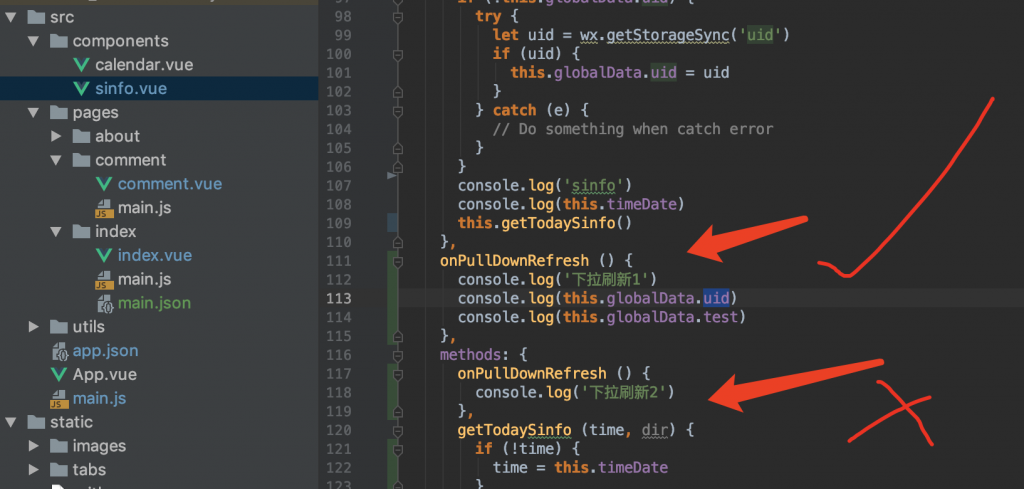 src
components
calendar.vue
sinfo.vue
pages
about
comment
comment.vue
main.js
index
index.vue
main.js
main.json
utils
app.json
App.vue
main.js
static
images
tabs
98 try {
99 let uid = wx.getStorageSync('uid')
100 if (uid) {
101 this.globalData.uid = uid
102 }
103 } catch (e) {
104 // Do something when catch error
105 }
106 }
107 console.log('sinfo')
108 console.log(this.timeDate)
109 this.getTodaySinfo()
110 },
111 onPullDownRefresh () {
112 console.log('下拉刷新1')
113 console.log(this.globalData.uid)
114 console.log(this.globalData.test)
115 },
116 methods: {
117 onPullDownRefresh () {
118 console.log('下拉刷新2')
119 },
120 getTodaySinfo (time, dir) {
121 if (!time) {
122 time = this.timeDate
123 }